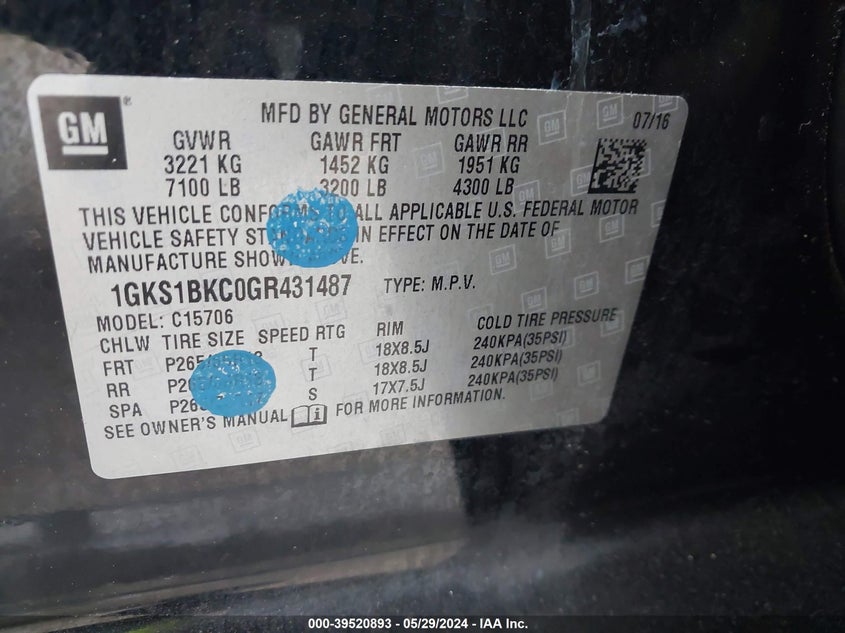 GM ®
MFD BY GENERAL MOTORS LLC 07/16
GVWR GAWR FRT GAWR RR
3221 KG 1452 KG 1951 KG
7100 LB 3200 LB 4300 LB
THIS VEHICLE CONFORMS TO ALL APPLICABLE U.S. FEDERAL MOTOR
VEHICLE SAFETY IN EFFECT ON THE DATE OF
MANUFACTURE
1GKS1BKC0GR431487 TYPE: M.P.V.
MODEL: C15706
CHLW TIRE SIZE SPEED RTG RIM COLD TIRE PRESSURE
FRT T 18X8.5J 240KPA(35PSI)
RR T 18X8.5J 240KPA(35PSI)
SPA S 17X7.5J 240KPA(35PSI)
SEE OWNER'S MANUAL FOR MORE INFORMATION.
000-39520893 - 05/29/2024 - IAA Inc.